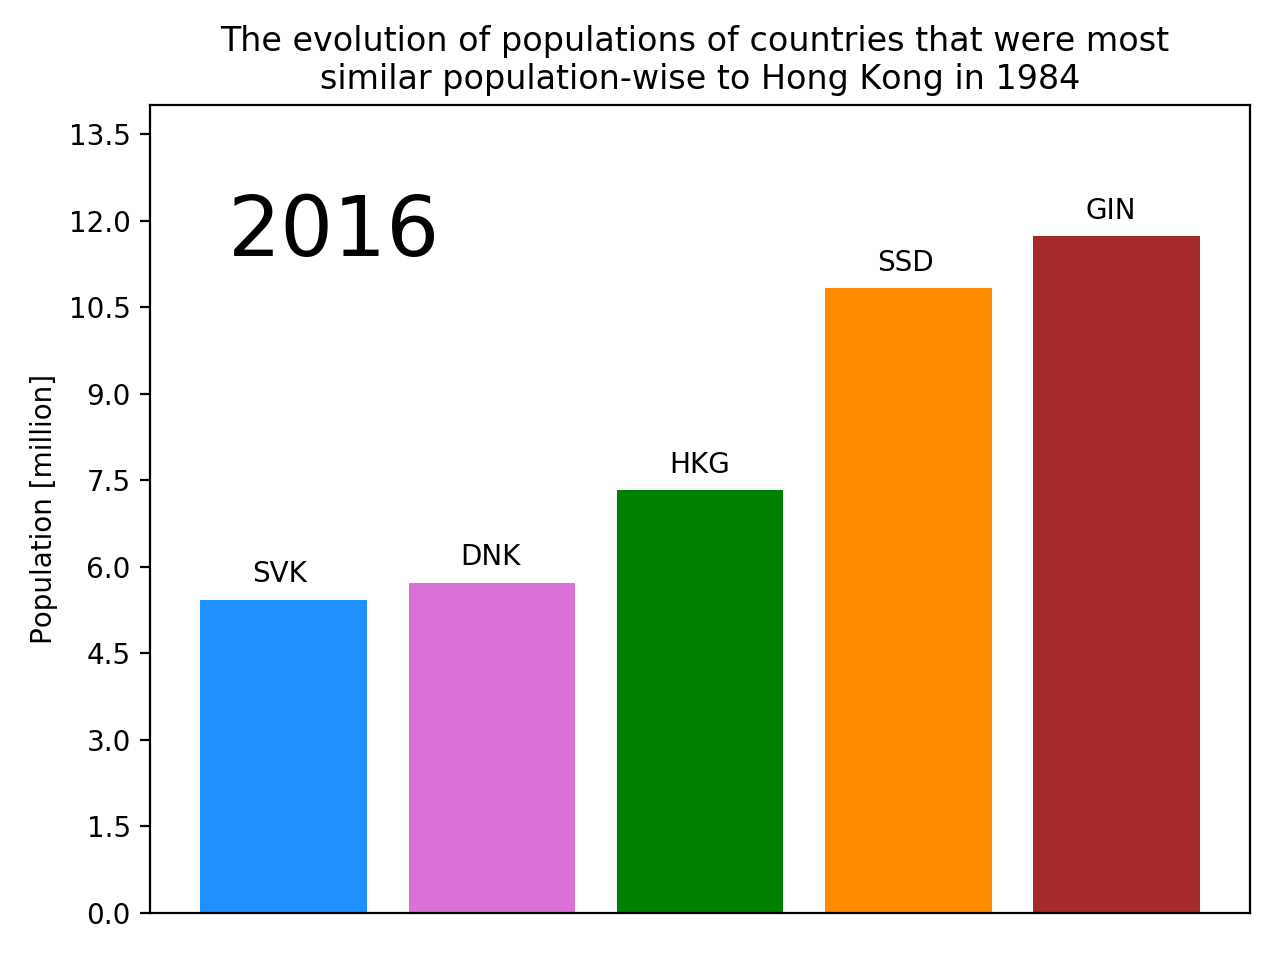 The evolution of populations of countries that were most
similar population-wise to Hong Kong in 1984
13.5
12.0
10.5
9.0
7.5
6.0
4.5
3.0
1.5
0.0
Population [million]
2016
SVK
DNK
HKG
SSD
GIN